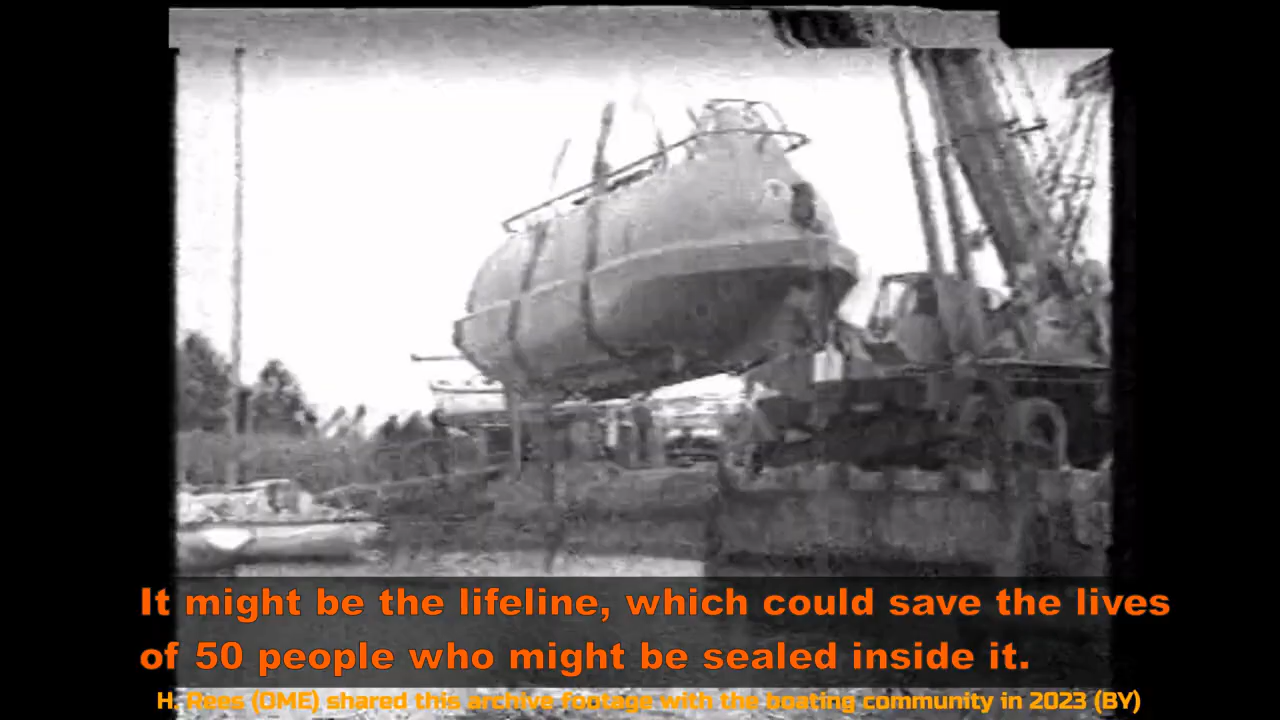 It might be the lifeline, which could save the lives
of 50 people who might be sealed inside it.
H. Rees (OME) shared this archive footage with the boating community in 2023 (BY)